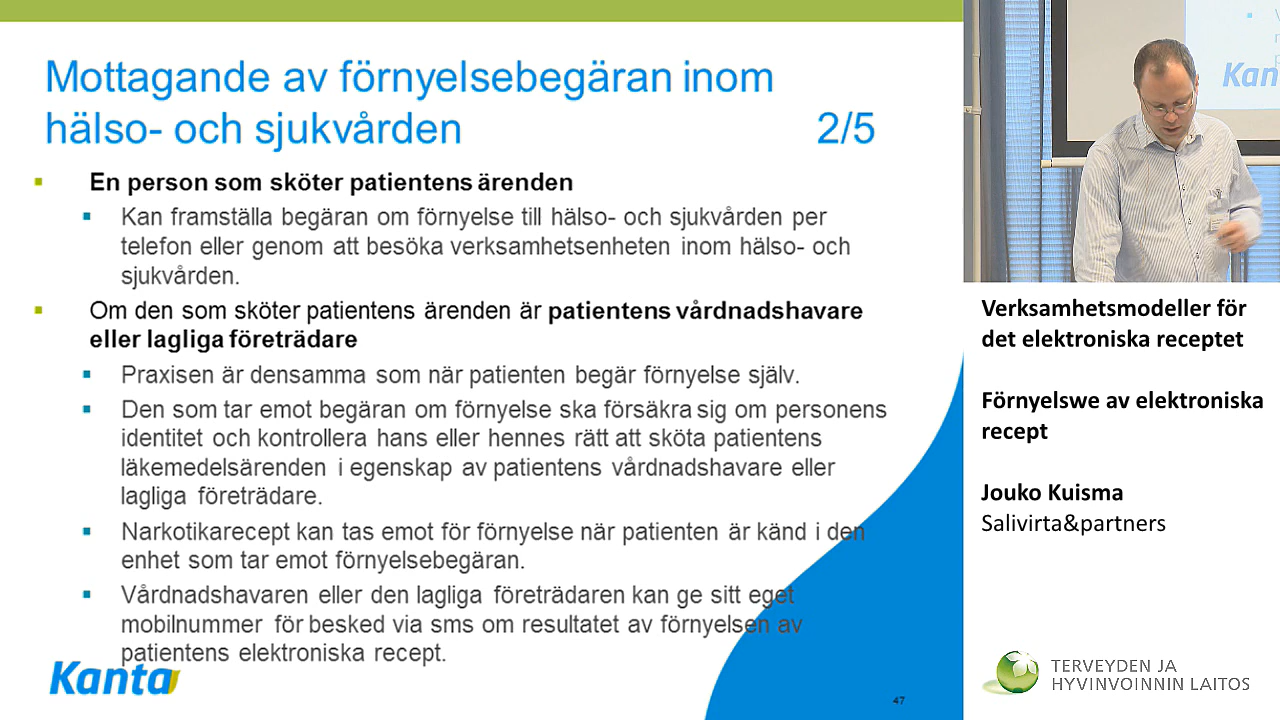 Mottagande av förnyelsebegäran inom
hälso- och sjukvården 2/5
En person som sköter patientens ärenden
Kan framställa begäran om förnyelse till hälso- och sjukvården per
telefon eller genom att besöka verksamhetsenheten inom hälso- och
sjukvården.
Om den som sköter patientens ärenden är patientens vårdnadshavare
eller lagliga företrädare
Praxisen är densamma som när patienten begär förnyelse själv.
Den som tar emot begäran om förnyelse ska försäkra sig om personens
identitet och kontrollera hans eller hennes rätt att sköta patientens
läkemedelsärenden i egenskap av patientens vårdnadshavare eller
lagliga företrädare.
Narkotikarecept kan tas emot för förnyelse när patienten är känd i den
enhet som tar emot förnyelsebegäran.
Vårdnadshavaren eller den lagliga företrädaren kan ge sitt eget
mobilnummer för besked via sms om resultatet av förnyelsen av
patientens elektroniska recept.
Kanta
47
Kan
Verksamhetsmodeller för
det elektroniska receptet
Förnyelswe av elektroniska
recept
Jouko Kuisma
Salivirta&partners
TERVEYDEN JA
HYVINVOINNIN LAITOS